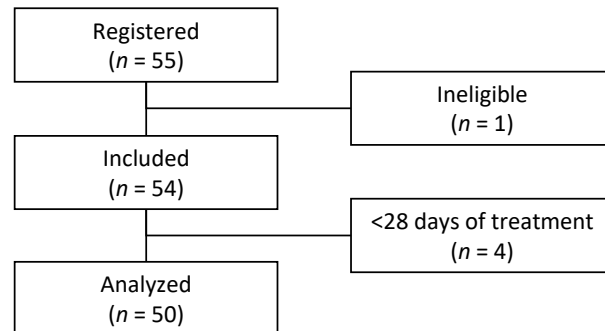 Registered
(n = 55)
Ineligible
(n = 1)
Included
(n = 54)
<28 days of treatment
(n = 4)
Analyzed
(n = 50)